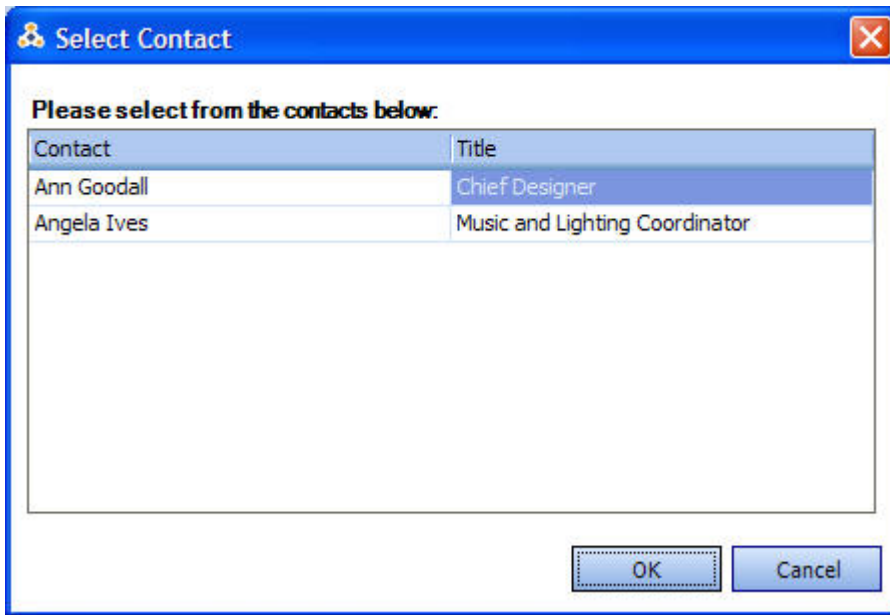 Select Contact
Please select from the contacts below:
Contact Title
Ann Goodall Chief Designer
Angela Ives Music and Lighting Coordinator
OK Cancel